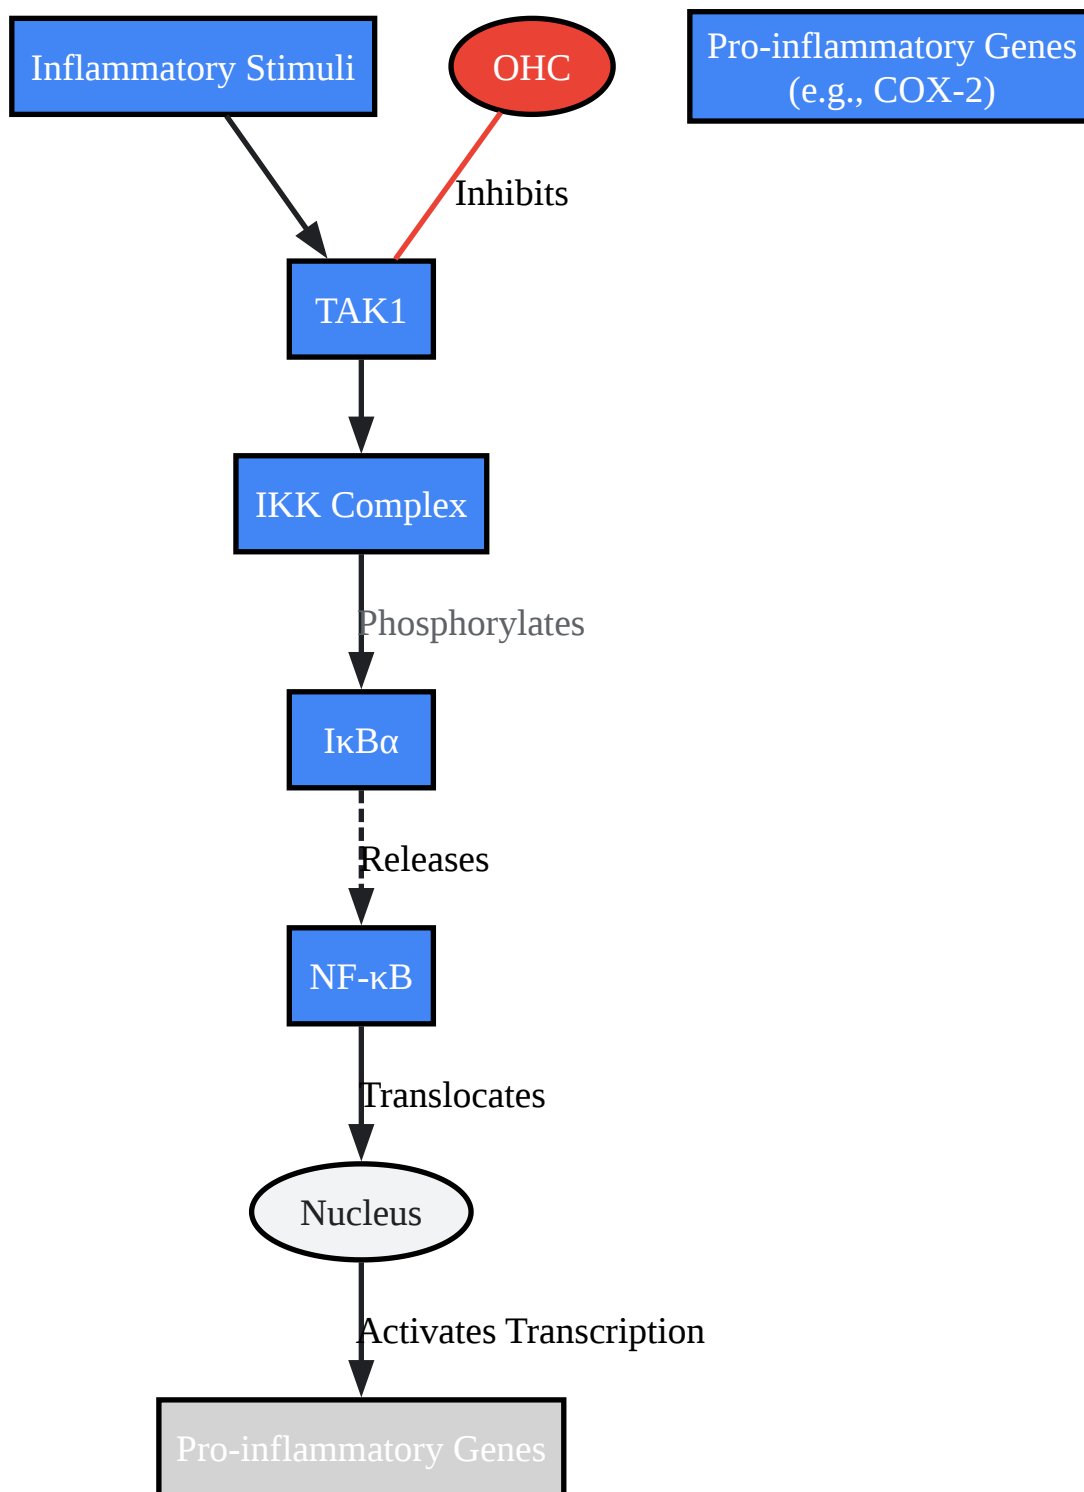 Inflammatory Stimuli
OHC
Pro-inflammatory Genes
(e.g., COX-2)
Inhibits
TAK1
IKK Complex
Phosphorylates
IκBα
Releases
NF-κB
Translocates
Nucleus
Activates Transcription
Pro-inflammatory Genes